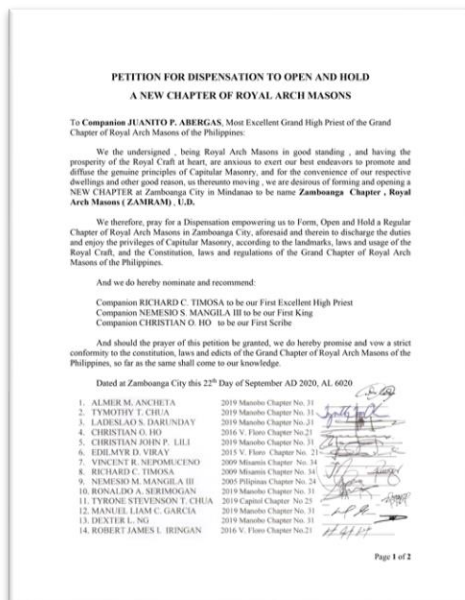 PETITION FOR DISPENSATION TO OPEN AND HOLD
A NEW CHAPTER OF ROYAL ARCH MASONS
To Companion JUANITO P. ABERGAS, Most Excellent Grand High Priest of the Grand
Chapter of Royal Arch Masons of the Philippines:
We the undersigned , being Royal Arch Masons in good standing , and having the
prosperity of the Royal Craft at heart, are anxious to exert our best endeavors to promote and
diffuse the genuine principles of Capitular Masonry, and for the convenience of our respective
dwellings and other good reason, us thereunto moving , we are desirous of forming and opening a
NEW CHAPTER at Zamboanga City in Mindanao to be name Zamboanga Chapter , Royal
Arch Masons ( ZAMRAM) , U.D.
We therefore, pray for a Dispensation empowering us to Form, Open and Hold a Regular
Chapter of Royal Arch Masons in Zamboanga City, aforesaid and therein to discharge the duties
and enjoy the privileges of Capitular Masonry, according to the landmarks, laws and usage of the
Royal Craft, and the Constitution, laws and regulations of the Grand Chapter of Royal Arch
Masons of the Philippines.
And we do hereby nominate and recommend:
Companion RICHARD C. TIMOSA to be our First Excellent High Priest
Companion NEMESIO S. MANGILA III to be our First King
Companion CHRISTIAN O. HO to be our First Scribe
And should the prayer of this petition be granted, we do hereby promise and vow a strict
conformity to the constitution, laws and edicts of the Grand Chapter of Royal Arch Masons of the
Philippines, so far as the same shall come to our knowledge.
Dated at Zamboanga City this 22th Day of September AD 2020, AL 6020
1. ALMER M. ANCHETA 2019 Manobo Chapter No. 31
2. TYMOTHY T. CHUA 2019 Manobo Chapter No. 31
3. LADESLAO S. DARUNDAY 2019 Manobo Chapter No. 31
4. CHRISTIAN O. HO 2016 V. Floro Chapter No.21
5. CHRISTIAN JOHN P. LILI 2019 Manobo Chapter No. 31
6. EDILMYR D. VIRAY 2015 V. Floro Chapter No. 21
7. VINCENT R. NEPOMUCENO 2009 Misamis Chapter No. 34
8. RICHARD C. TIMOSA 2009 Misamis Chapter No. 34
9. NEMESIO M. MANGILA III 2005 Pilipinas Chapter No. 24
10. RONALDO A. SERIMOGAN 2019 Manobo Chapter No. 31
11. TYRONE STEVENSON T. CHUA 2019 Capitol Chapter No 25
12. MANUEL LIAM C. GARCIA 2019 Manobo Chapter No. 31
13. DEXTER L. NG 2019 Manobo Chapter No. 31
14. ROBERT JAMES L. IRINGAN 2016 V. Floro Chapter No.21
Page 1 of 2